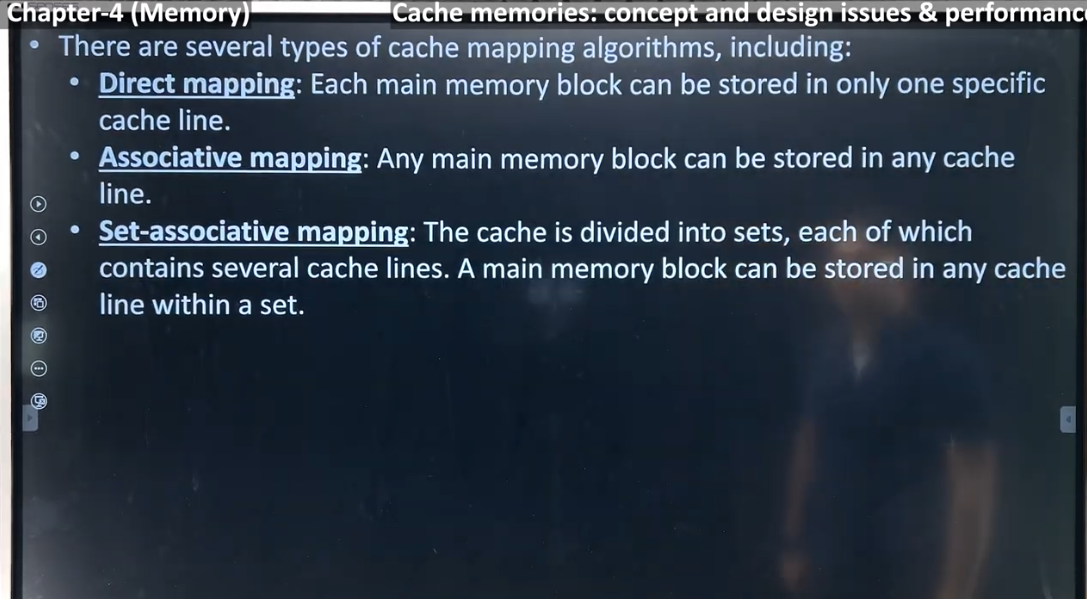 Chapter-4 (Memory)
Cache memories: concept and design issues & performanc
• There are several types of cache mapping algorithms, including:
• Direct mapping: Each main memory block can be stored in only one specific
cache line.
• Associative mapping: Any main memory block can be stored in any cache
line.
• Set-associative mapping: The cache is divided into sets, each of which
contains several cache lines. A main memory block can be stored in any cache
line within a set.